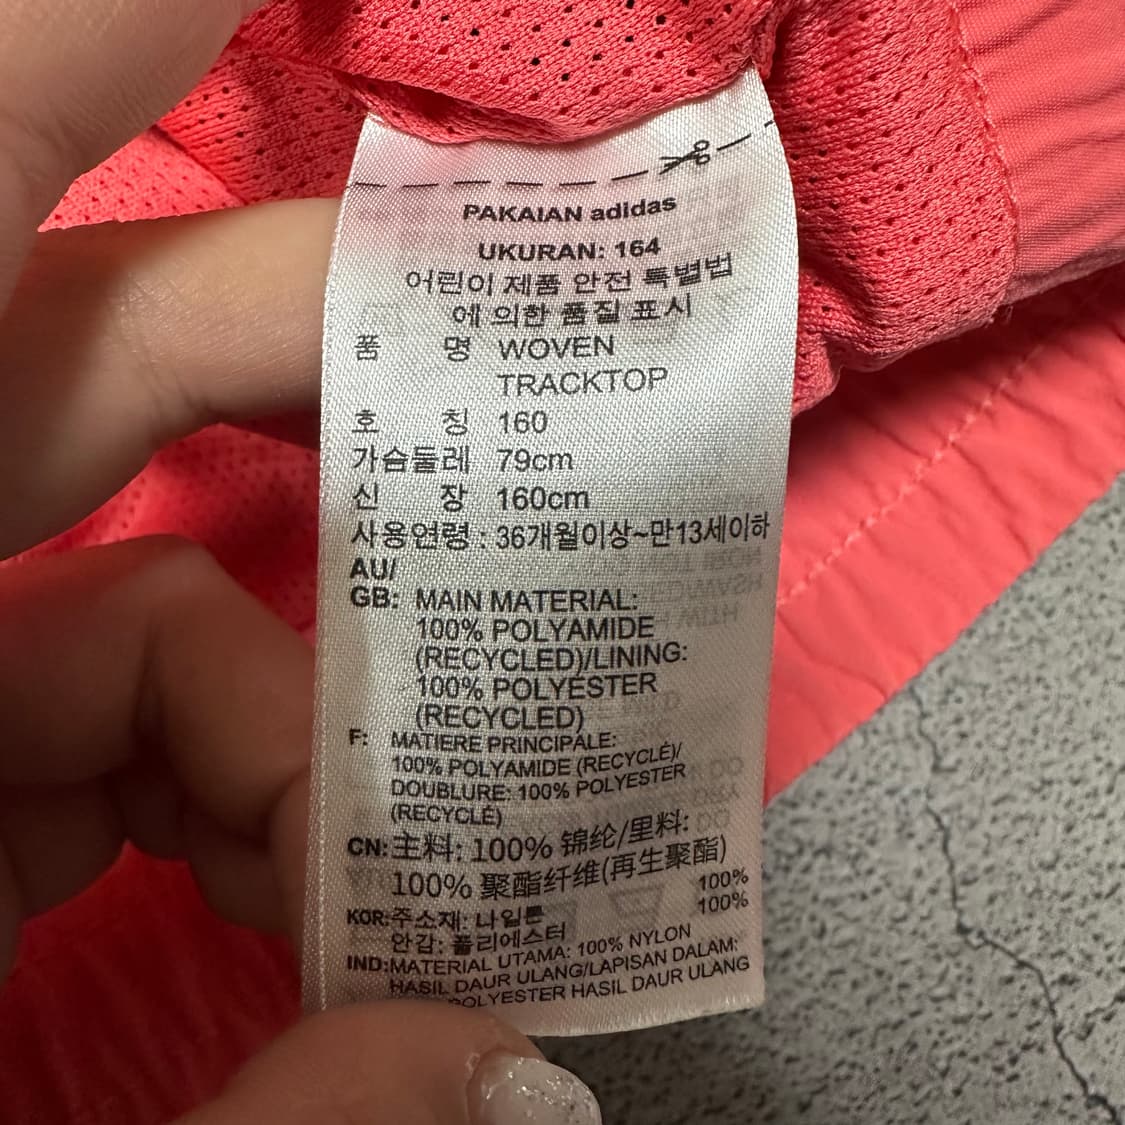 PAKAIAN adidas
UKURAN: 164
어린이 제품 안전 특별법
에 의한 품질 표시
품 명 WOVEN
TRACKTOP
호 칭 160
가슴둘레 79cm
신 장 160cm
사용연령 : 36개월이상~만13세이하
AU/
GB: MAIN MATERIAL:
100% POLYAMIDE
(RECYCLED)/LINING:
100% POLYESTER
(RECYCLED)
F: MATIERE PRINCIPALE:
100% POLYAMIDE (RECYCLÉ)/
DOUBLURE: 100% POLYESTER
(RECYCLÉ)
CN: 主料: 100% 锦纶/里料:
100% 聚酯纤维(再生聚酯)
KOR: 주소재: 나일론 100%
안감: 폴리에스터 100%
IND: MATERIAL UTAMA: 100% NYLON
HASIL DAUR ULANG/LAPISAN DALAM:
POLYESTER HASIL DAUR ULANG